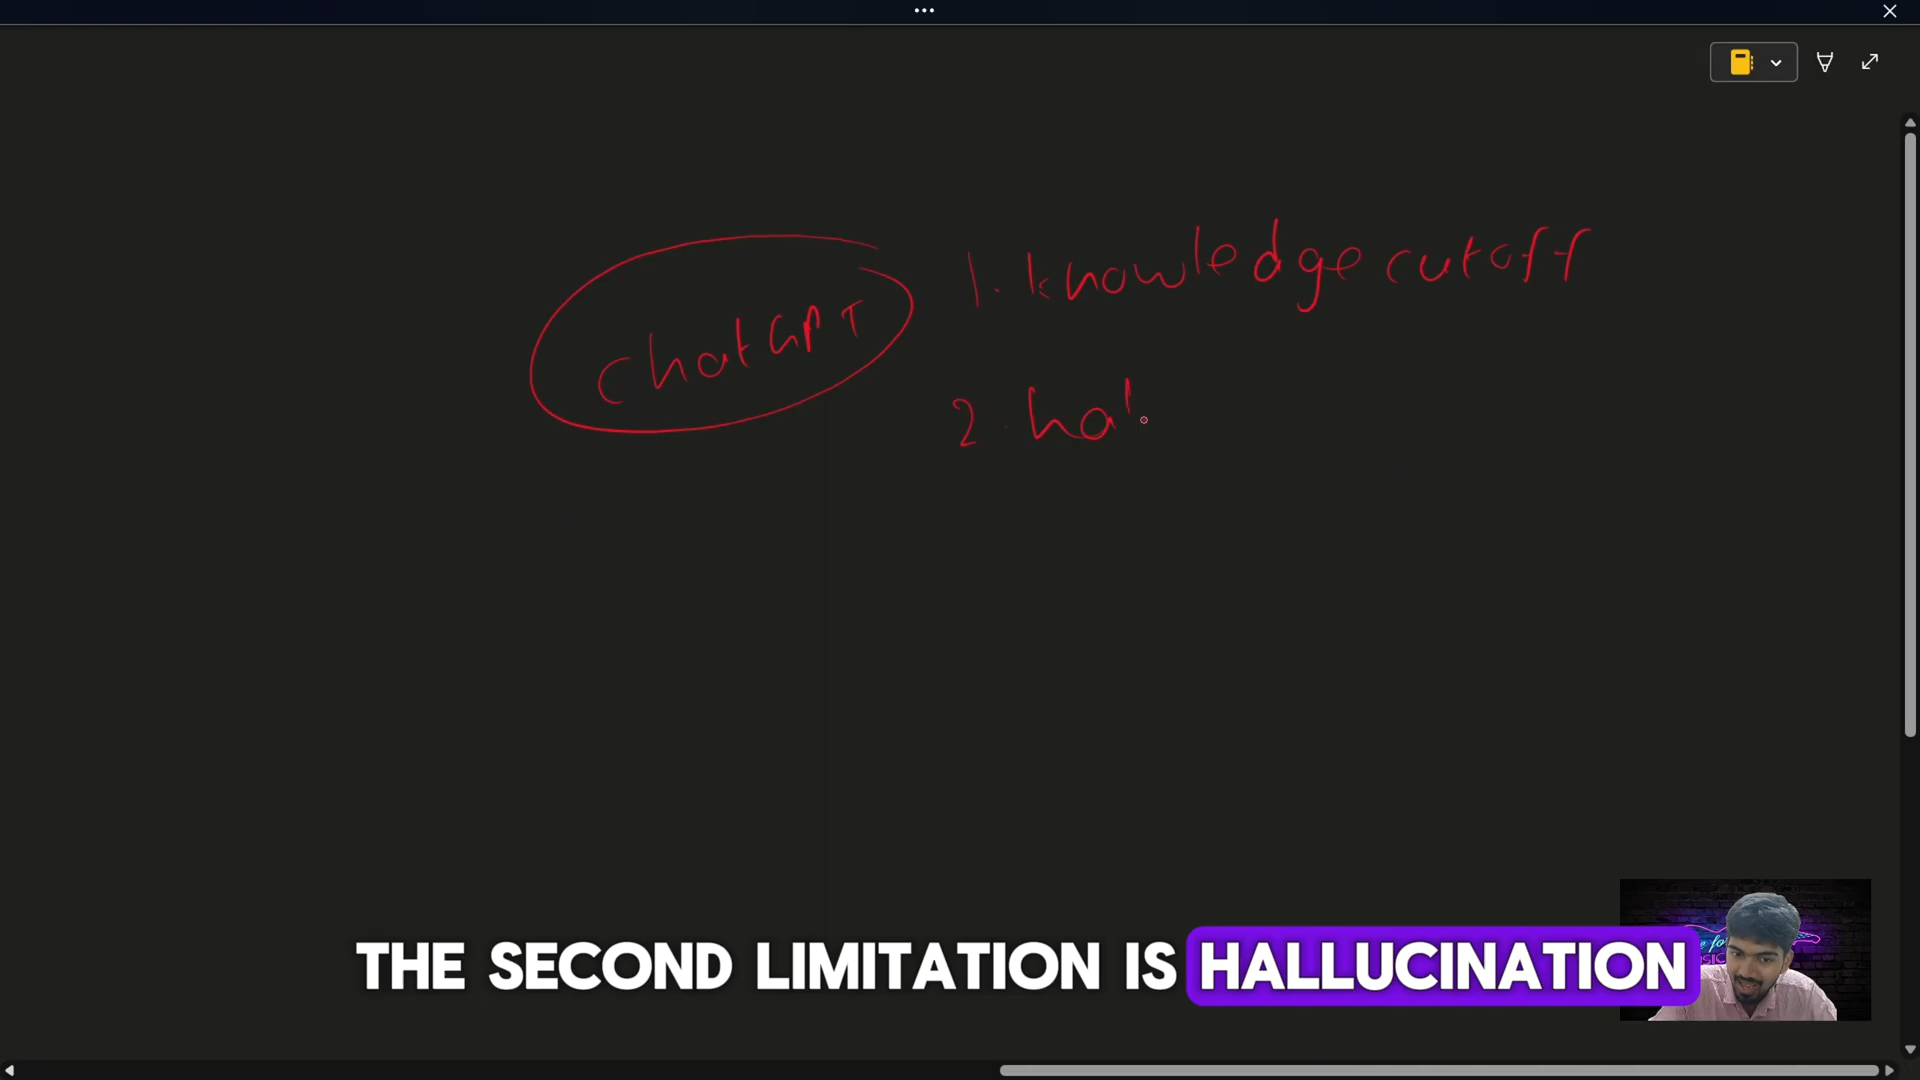 1. knowledge cutoff
chatGPT
2. hal
THE SECOND LIMITATION IS HALLUCINATION